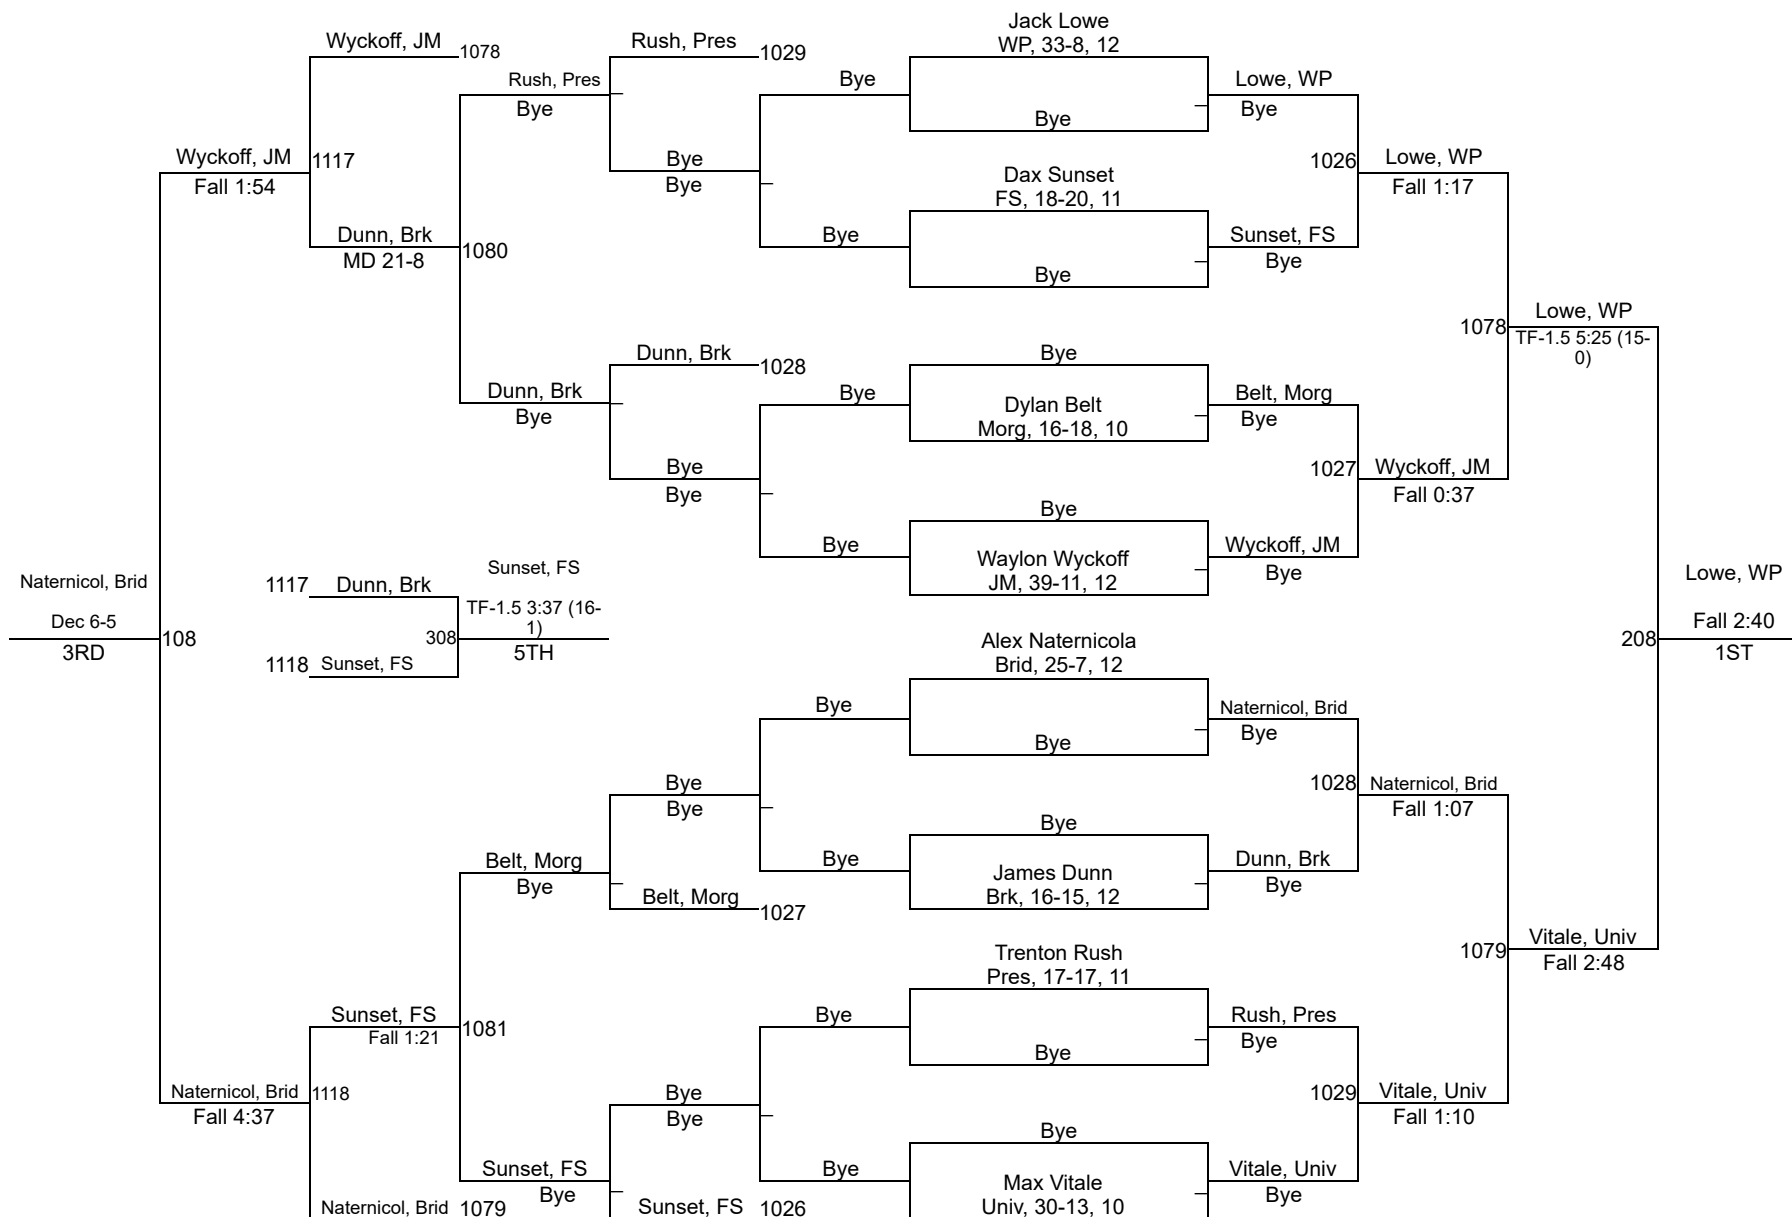 Jack Lowe
Wyckoff, JM
1078
Rush, Pres
1029
WP, 33-8, 12
Rush, Pres
Bye
Bye
Lowe, WP
Bye
Bye
Bye
Wyckoff, JM
1117
Bye
1026
Lowe, WP
Fall 1:54
Bye
Dax Sunset
Fall 1:17
FS, 18-20, 11
Dunn, Brk
1080
Bye
Sunset, FS
MD 21-8
Bye
Bye
Lowe, WP
1078
TF-1.5 5:25 (15-
0)
Dunn, Brk
1028
Bye
Dunn, Brk
Bye
Bye
Dylan Belt
Morg, 16-18, 10
Belt, Morg
Bye
Bye
Bye
1027
Wyckoff, JM
Fall 0:37
Bye
Bye
Waylon Wyckoff
JM, 39-11, 12
Wyckoff, JM
Bye
Naternicol, Brid
Dec 6-5
3RD
108
1117
Dunn, Brk
Sunset, FS
TF-1.5 3:37 (16-
1)
308
5TH
1118
Sunset, FS
Lowe, WP
Fall 2:40
208
1ST
Alex Naternicola
Brid, 25-7, 12
Bye
Naternicol, Brid
Bye
Bye
Bye
Bye
1028
Naternicol, Brid
Fall 1:07
Bye
Belt, Morg
Bye
Bye
James Dunn
Brk, 16-15, 12
Dunn, Brk
Bye
Belt, Morg
1027
1079
Vitale, Univ
Fall 2:48
Trenton Rush
Pres, 17-17, 11
Sunset, FS
Fall 1:21
1081
Bye
Rush, Pres
Bye
Bye
Naternicol, Brid
1118
Fall 4:37
Bye
Bye
1029
Vitale, Univ
Fall 1:10
Bye
Sunset, FS
Bye
Bye
Max Vitale
Univ, 30-13, 10
Vitale, Univ
Bye
Naternicol, Brid
1079
Sunset, FS
1026